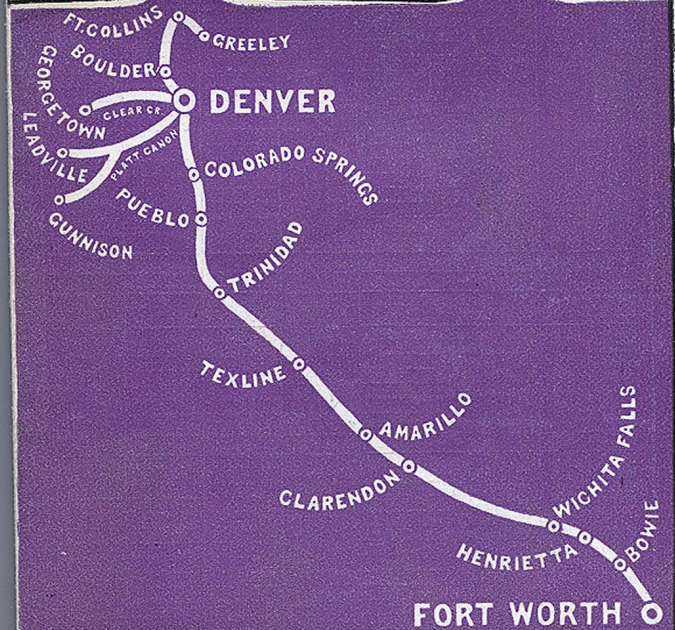 FT. COLLINS
GREELEY
BOULDER
GEORGETOWN
CLEAR CR.
DENVER
LEADVILLE
PLATT CANON
COLORADO SPRINGS
PUEBLO
GUNNISON
TRINIDAD
TEXLINE
AMARILLO
CLARENDON
WICHITA FALLS
HENRIETTA
BOWIE
FORT WORTH